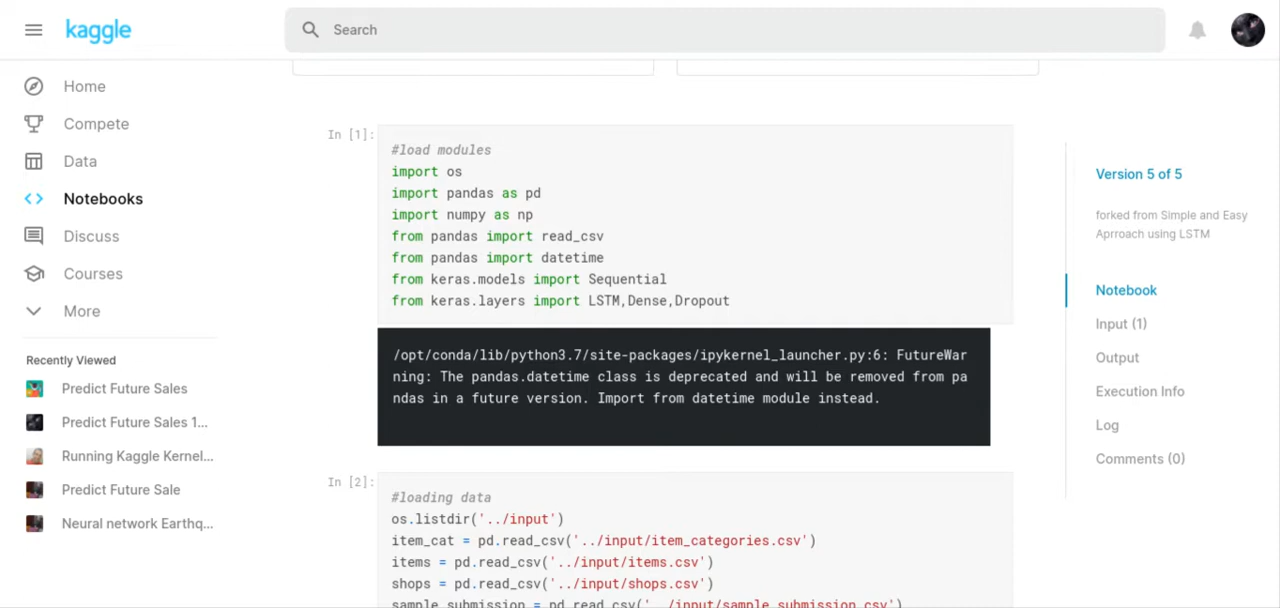 kaggle
Search
Home
Compete
Data
Notebooks
Discuss
Courses
More
Recently Viewed
Predict Future Sales
Predict Future Sales 1...
Running Kaggle Kernel...
Predict Future Sale
Neural network Earthq...
In [1]:
#load modules
import os
import pandas as pd
import numpy as np
from pandas import read_csv
from pandas import datetime
from keras.models import Sequential
from keras.layers import LSTM,Dense,Dropout
/opt/conda/lib/python3.7/site-packages/ipykernel_launcher.py:6: FutureWar
ning: The pandas.datetime class is deprecated and will be removed from pa
ndas in a future version. Import from datetime module instead.
In [2]:
#loading data
os.listdir('../input')
item_cat = pd.read_csv('../input/item_categories.csv')
items = pd.read_csv('../input/items.csv')
shops = pd.read_csv('../input/shops.csv')
sample_submission = pd.read_csv('../input/sample_submission.csv')
Version 5 of 5
forked from Simple and Easy
Aprroach using LSTM
Notebook
Input (1)
Output
Execution Info
Log
Comments (0)